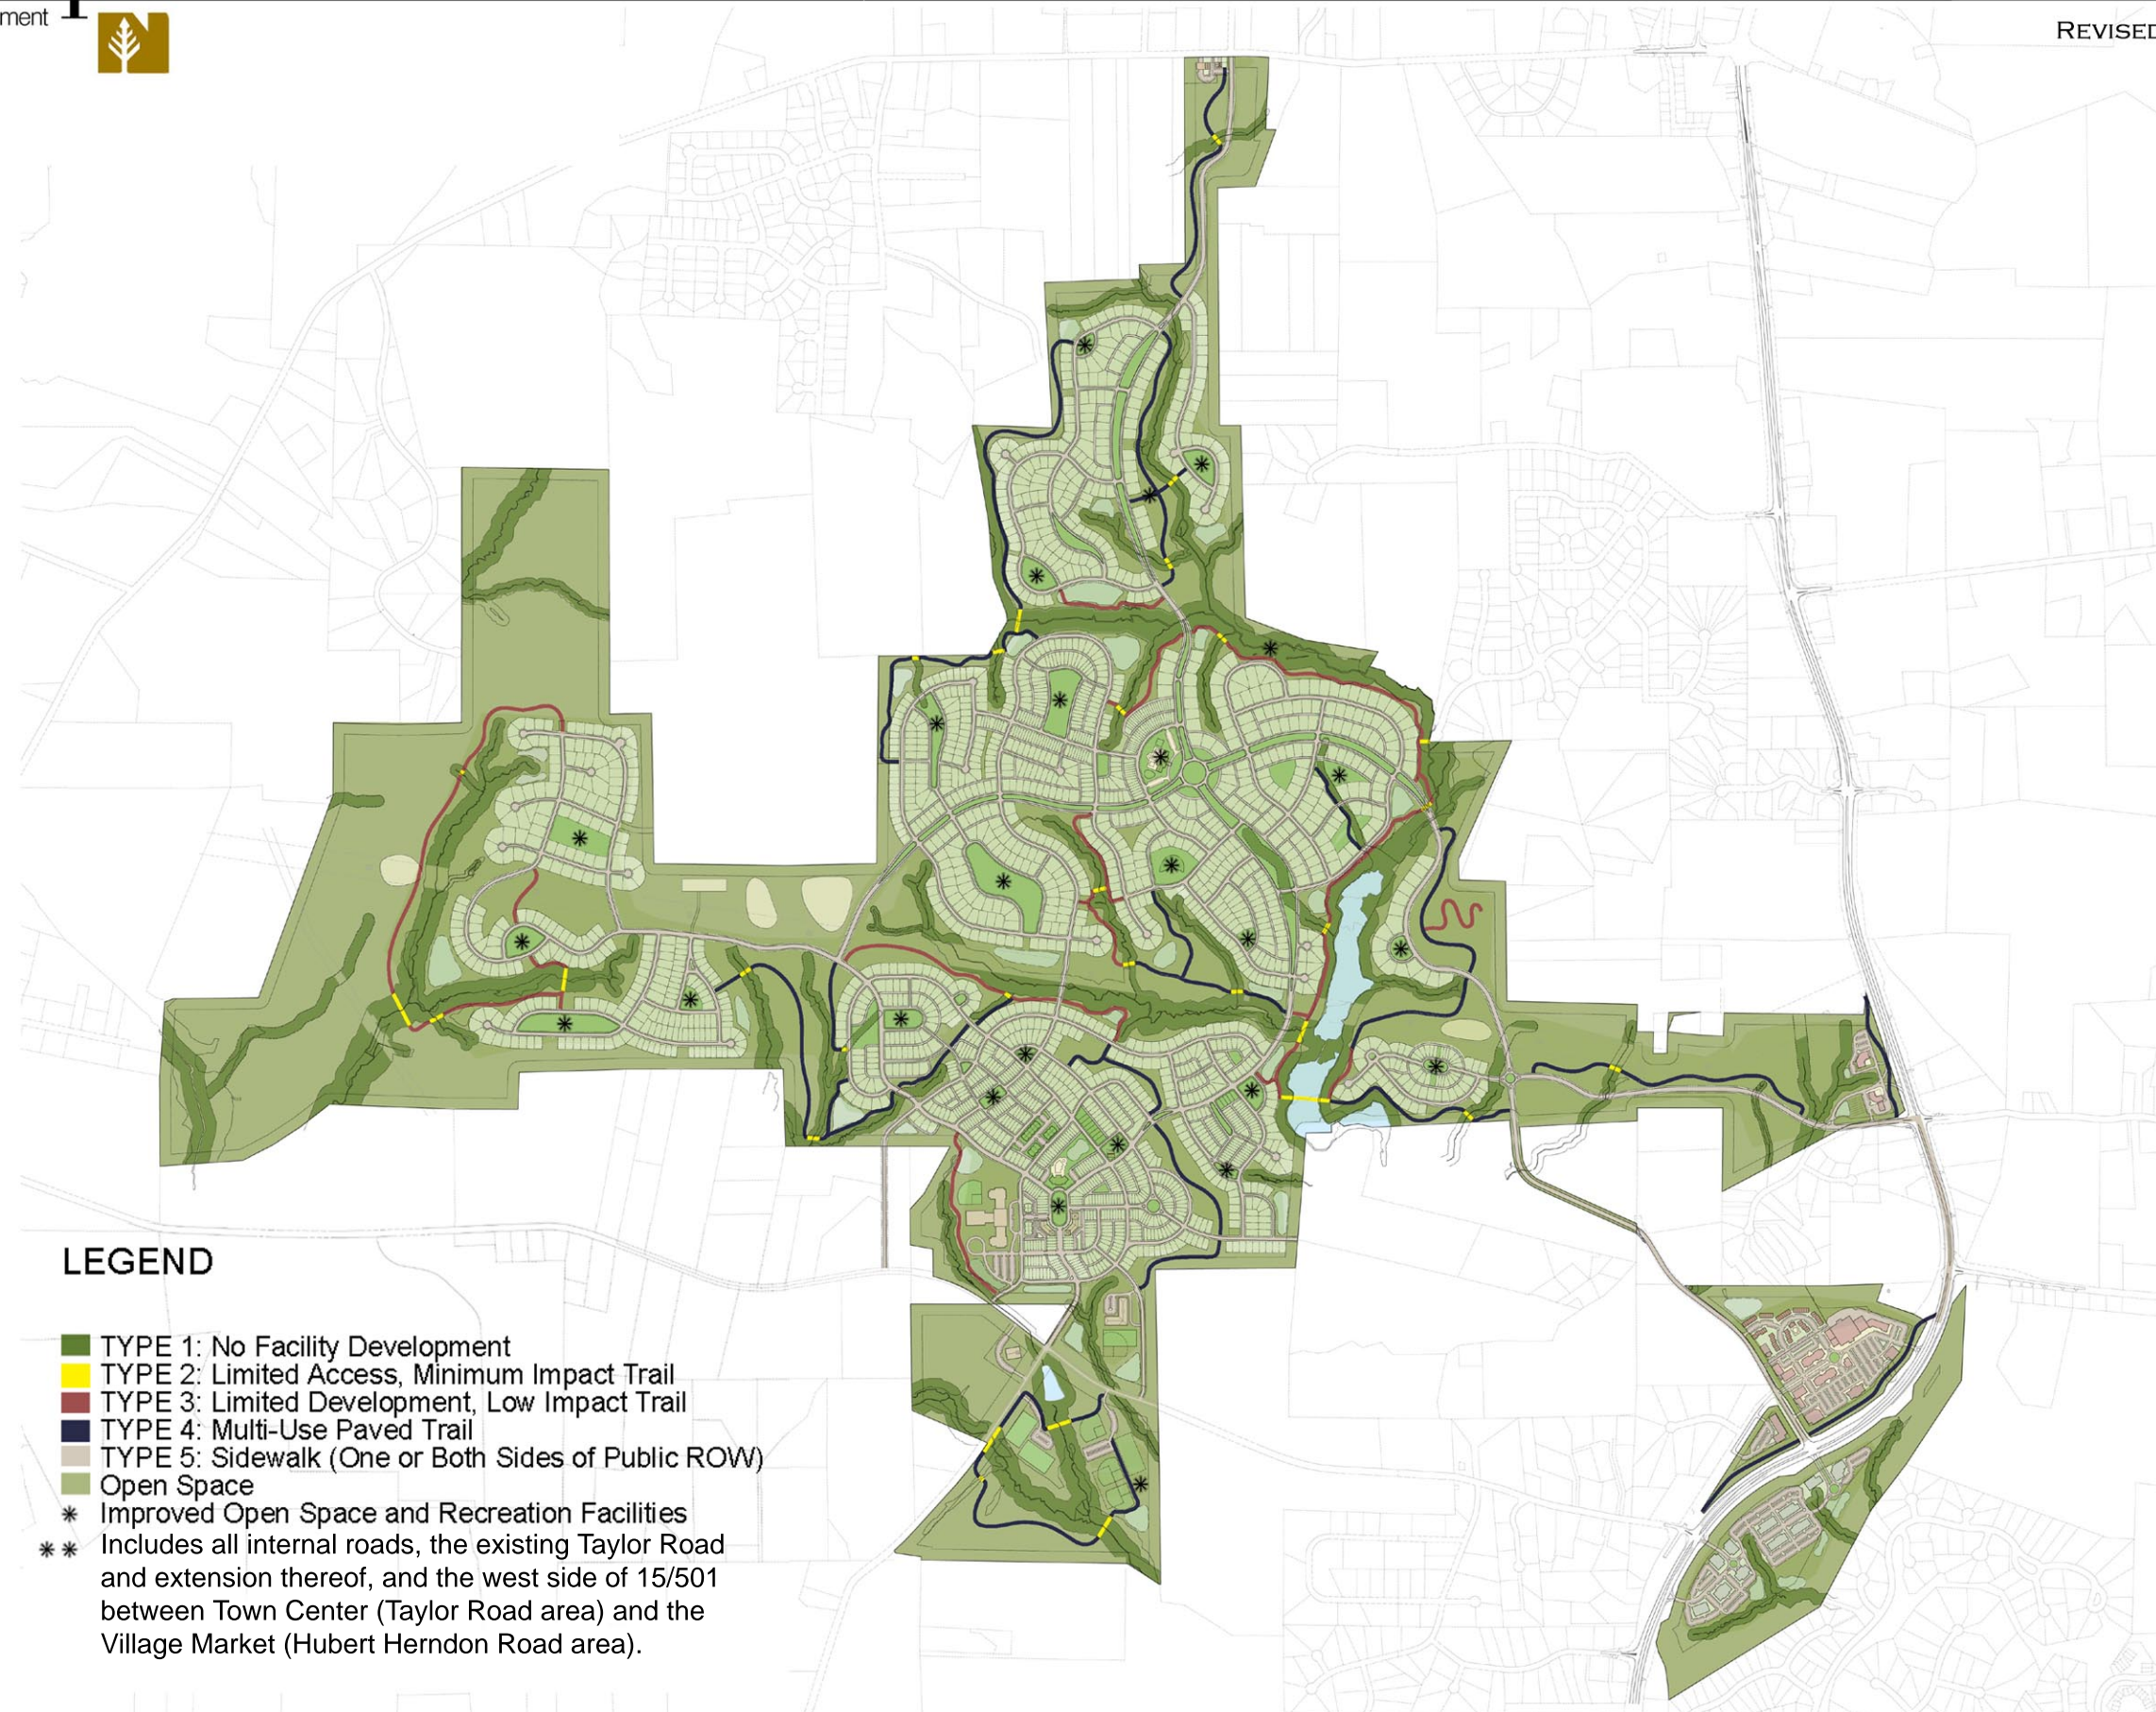 ment
REVISED
LEGEND
TYPE 1: No Facility Development
TYPE 2: Limited Access, Minimum Impact Trail
TYPE 3: Limited Development, Low Impact Trail
TYPE 4: Multi-Use Paved Trail
TYPE 5: Sidewalk (One or Both Sides of Public ROW)
Open Space
* Improved Open Space and Recreation Facilities
** Includes all internal roads, the existing Taylor Road
and extension thereof, and the west side of 15/501
between Town Center (Taylor Road area) and the
Village Market (Hubert Herndon Road area).